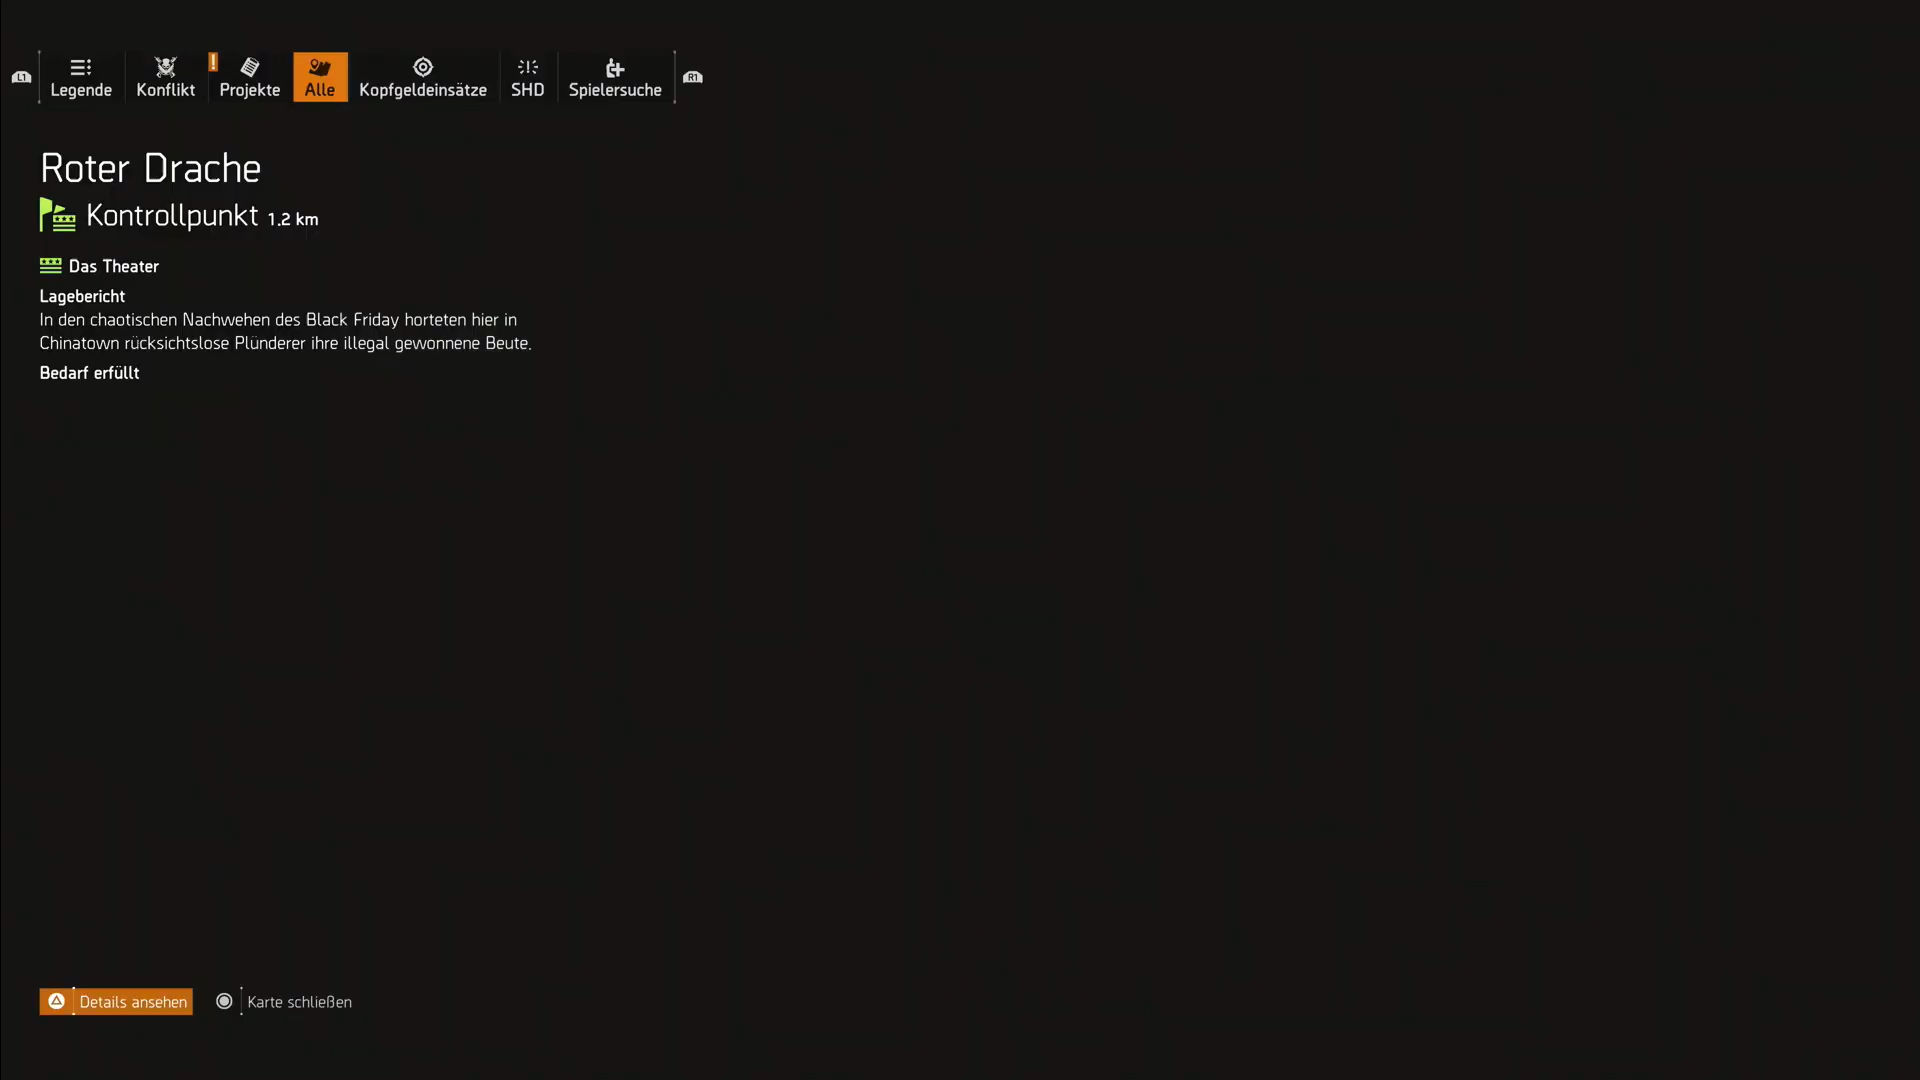 L1 Legende Konflikt ! Projekte Alle Kopfgeldeinsätze SHD Spielersuche R1
Roter Drache
Kontrollpunkt 1.2 km
Das Theater
Lagebericht
In den chaotischen Nachwehen des Black Friday horteten hier in
Chinatown rücksichtslose Plünderer ihre illegal gewonnene Beute.
Bedarf erfüllt
Details ansehen Karte schließen